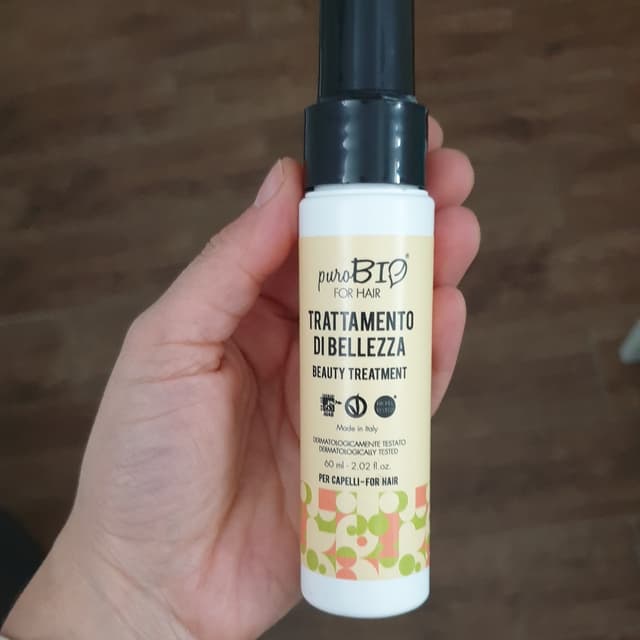 puroBIO®
FOR HAIR
TRATTAMENTO
DI BELLEZZA
BEAUTY TREATMENT
Made in Italy
DERMATOLOGICAMENTE TESTATO
DERMATOLOGICALLY TESTED
60 ml - 2.02 fl.oz.
PER CAPELLI-FOR HAIR